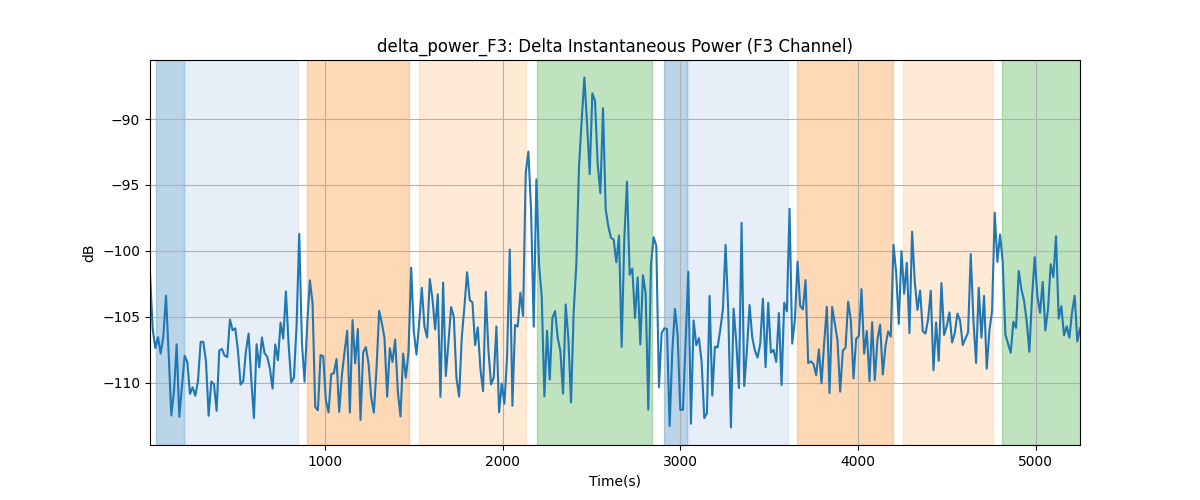 delta_power_F3: Delta Instantaneous Power (F3 Channel)
dB
−90
−95
−100
−105
−110
1000 2000 3000 4000 5000
Time(s)